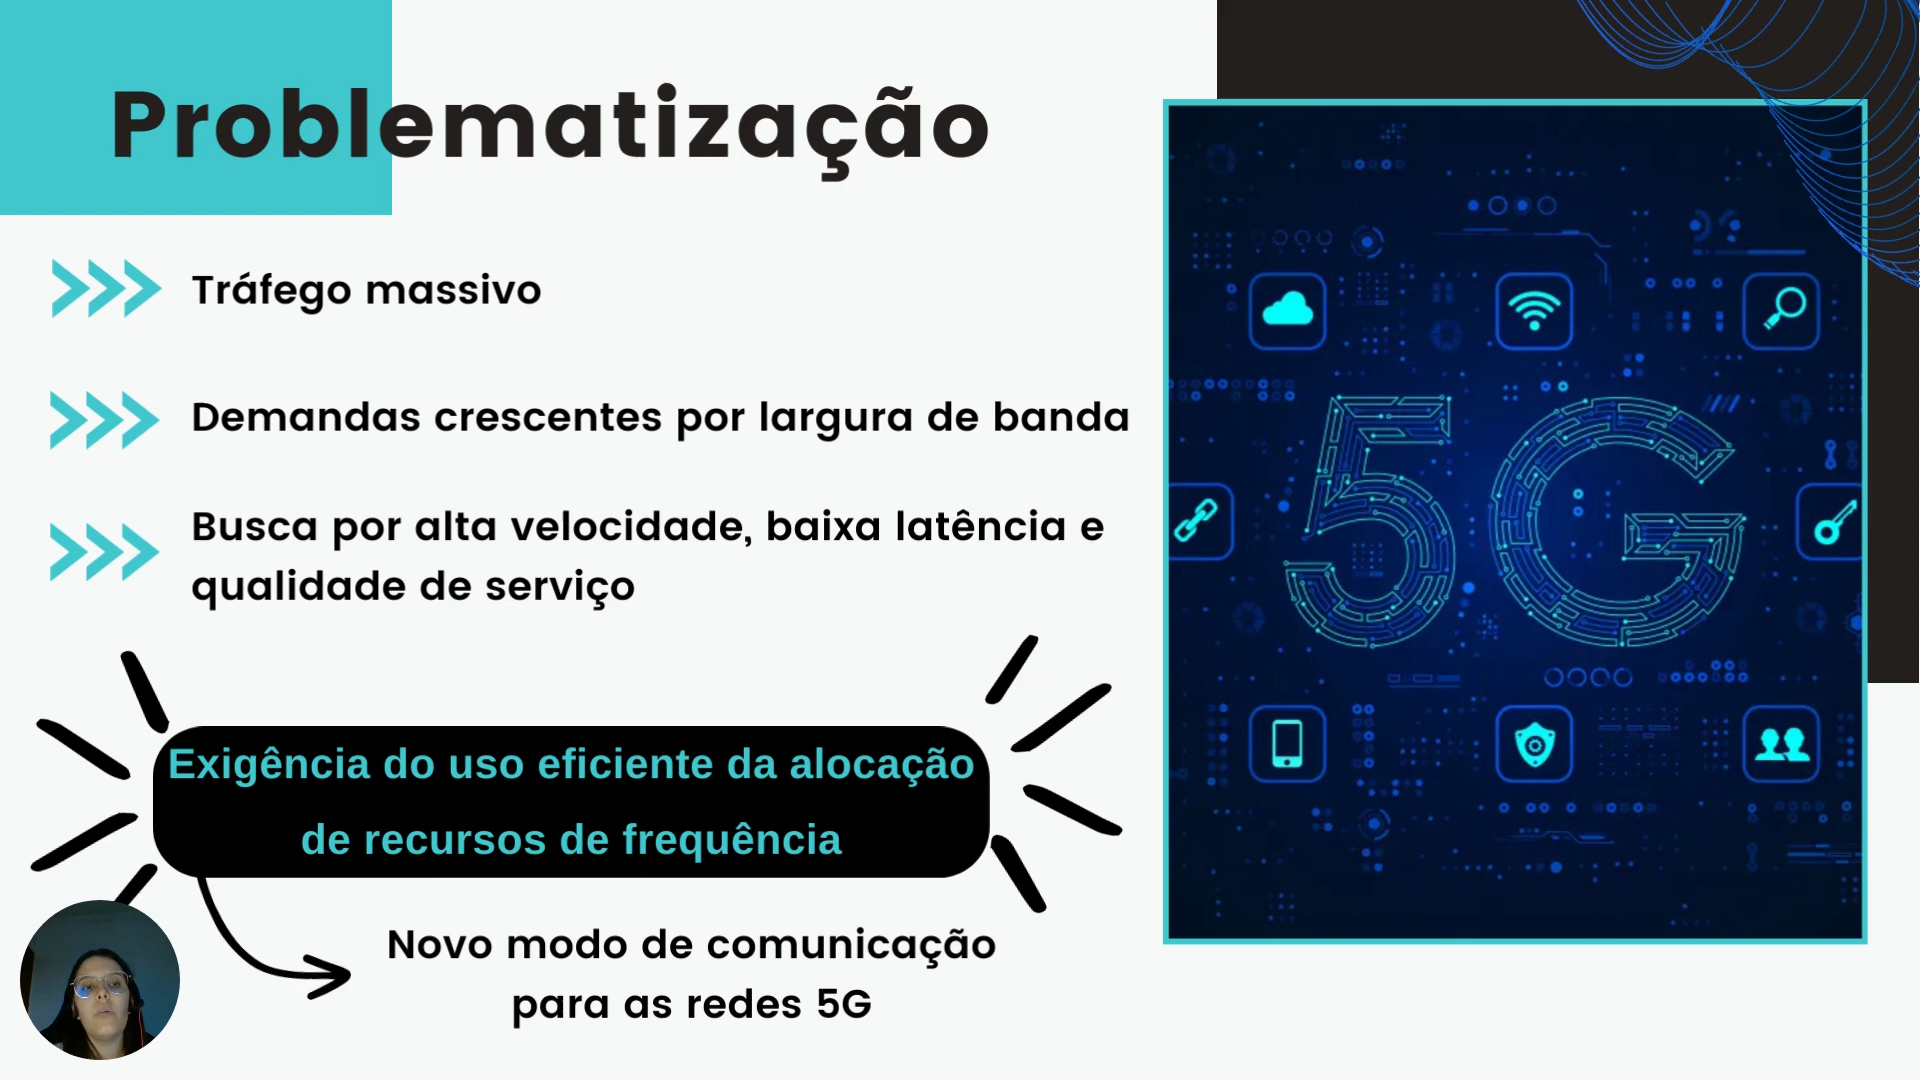 Problematização
Tráfego massivo
Demandas crescentes por largura de banda
Busca por alta velocidade, baixa latência e
qualidade de serviço
Exigência do uso eficiente da alocação
de recursos de frequência
Novo modo de comunicação
para as redes 5G
5G